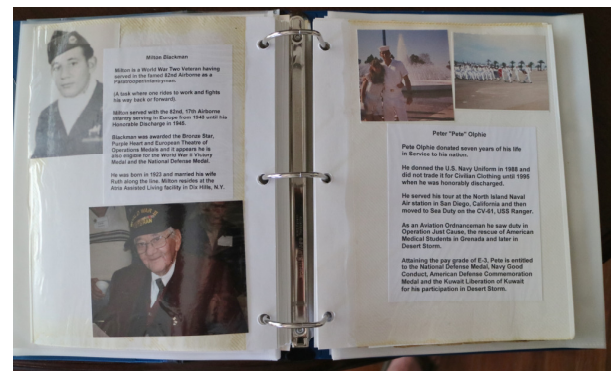 Milton Blackman
Milton is a World War Two Veteran having
served in the famed 82nd Airborne as a
Paratrooper/Infantryman.
(A task where one rides to work and fights
his way back or forward).
Milton served with the 82nd, 17th Airborne
Infantry serving in Europe from until his
Honorable Discharge in
Blackman was awarded the Bronze Star,
Purple Heart and European Theatre of
Operations Medals and it appears he is
also eligible for the World War II Victory
Medal and the National Defense Medal.
He was born in 1923 and married his wife
Ruth along the line. Milton resides at the
Atria Assisted Living facility in Dix Hills, N.Y.
Peter "Pete" Olphie
Pete Olphie donated seven years of his life
in Service to his nation.
He donned the U.S. Navy Uniform in 1988 and
did not trade it for Civilian Clothing until 1995
when he was honorably discharged.
He served his tour at the North Island Naval
Air station in San Diego, California and then
moved to Sea Duty on the CV-61, USS Ranger.
As an Aviation Ordnanceman he saw duty in
Operation Just Cause, the rescue of American
Medical Students in Grenada and later in
Desert Storm.
Attaining the pay grade of E-3, Pete is entitled
to the National Defense Medal, Navy Good
Conduct, American Defense Commemoration
Medal and the Kuwait Liberation of Kuwait
for his participation in Desert Storm.